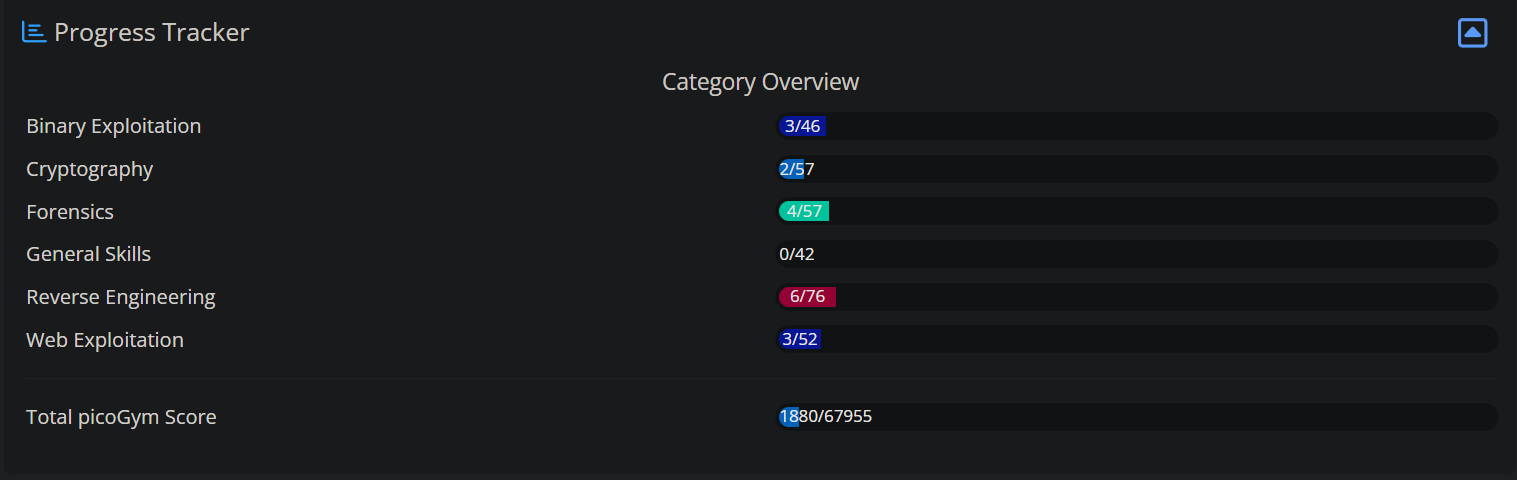 Progress Tracker
Category Overview
Binary Exploitation 3/46
Cryptography 2/57
Forensics 4/57
General Skills 0/42
Reverse Engineering 6/76
Web Exploitation 3/52
Total picoGym Score 1880/67955